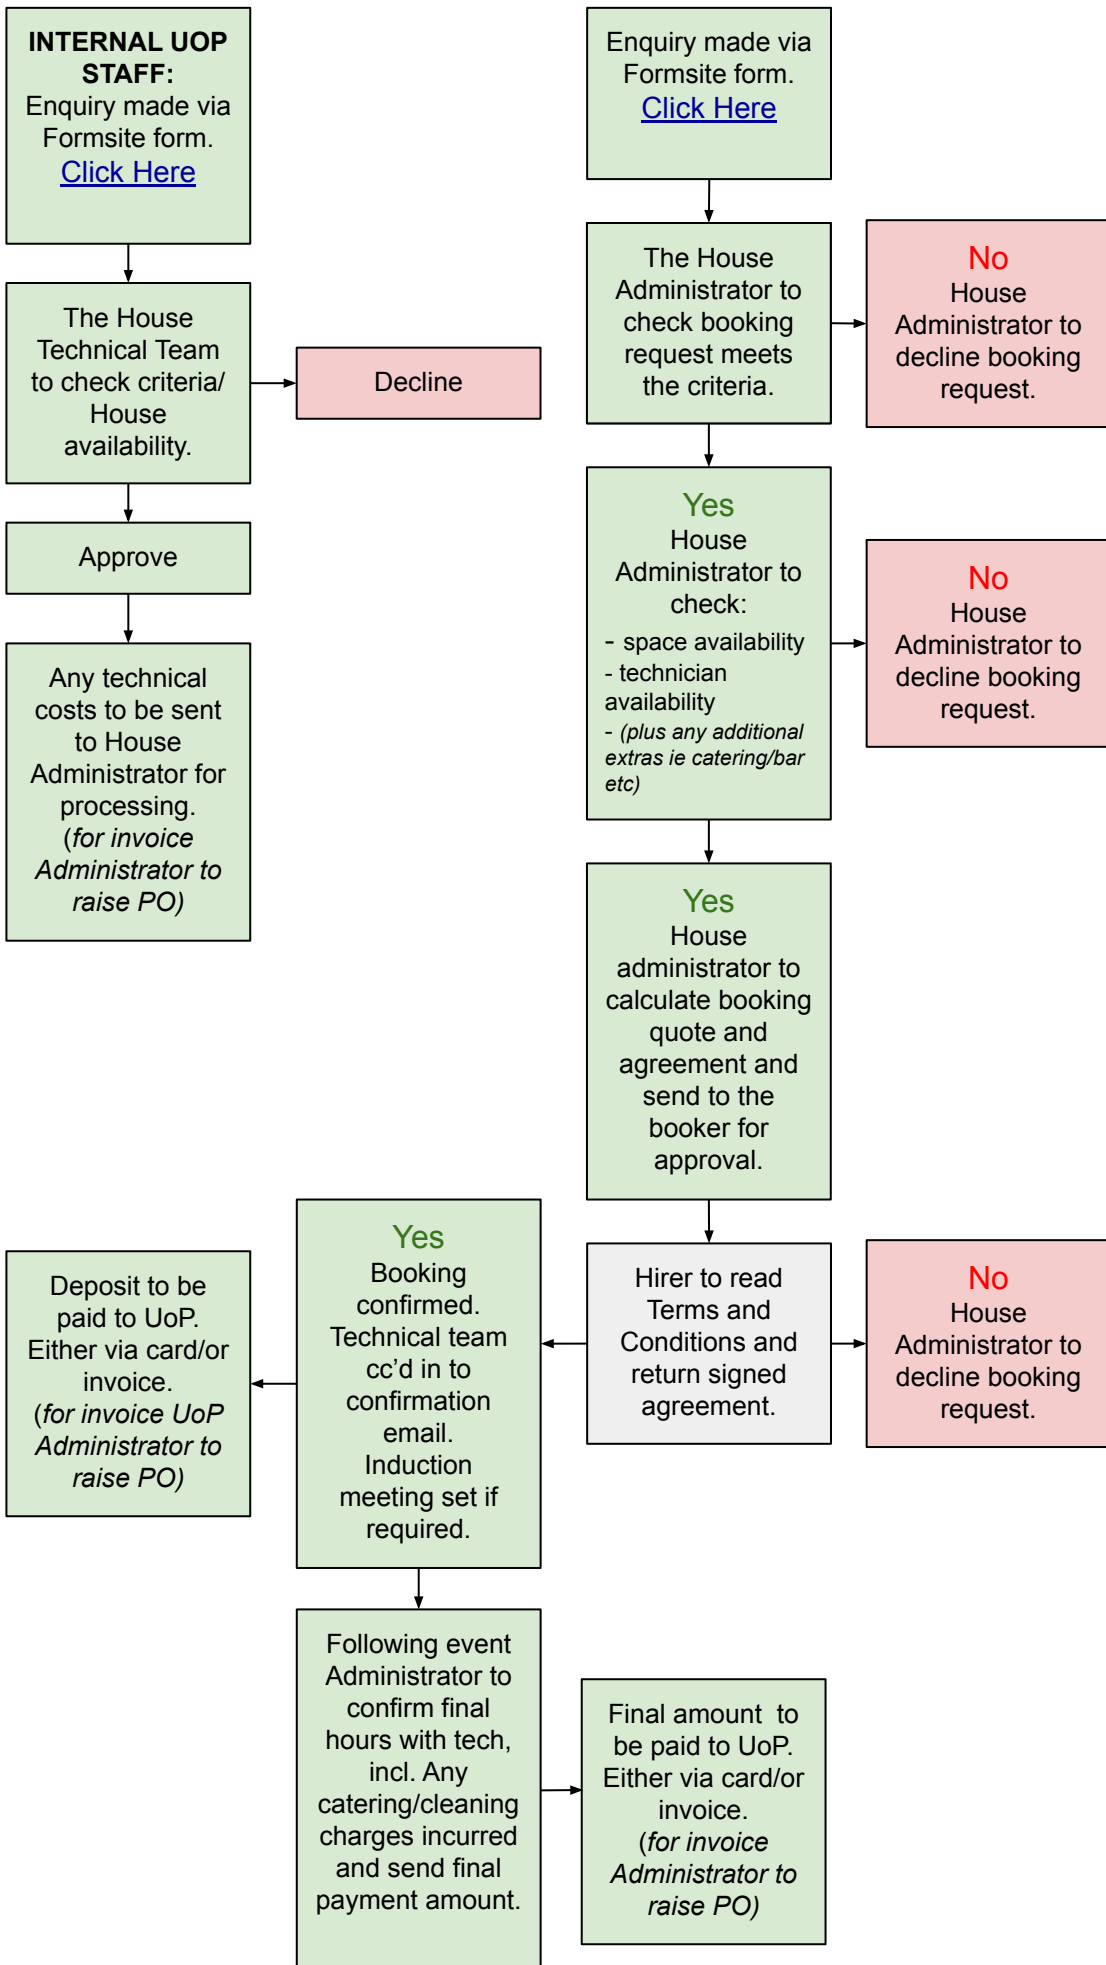 INTERNAL UOP
STAFF:
Enquiry made via
Formsite form.
Click Here
The House
Technical Team
to check criteria/
House
availability.
Decline
Approve
Any technical
costs to be sent
to House
Administrator for
processing.
(for invoice
Administrator to
raise PO)
Enquiry made via
Formsite form.
Click Here
The House
Administrator to
check booking
request meets
the criteria.
No
House
Administrator to
decline booking
request.
Yes
House
Administrator to
check:
- space availability
- technician
availability
- (plus any additional
extras ie catering/bar
etc)
No
House
Administrator to
decline booking
request.
Yes
House
administrator to
calculate booking
quote and
agreement and
send to the
booker for
approval.
Hirer to read
Terms and
Conditions and
return signed
agreement.
No
House
Administrator to
decline booking
request.
Yes
Booking
confirmed.
Technical team
cc'd in to
confirmation
email.
Induction
meeting set if
required.
Deposit to be
paid to UoP.
Either via card/or
invoice.
(for invoice UoP
Administrator to
raise PO)
Following event
Administrator to
confirm final
hours with tech,
incl. Any
catering/cleaning
charges incurred
and send final
payment amount.
Final amount  to
be paid to UoP.
Either via card/or
invoice.
(for invoice
Administrator to
raise PO)